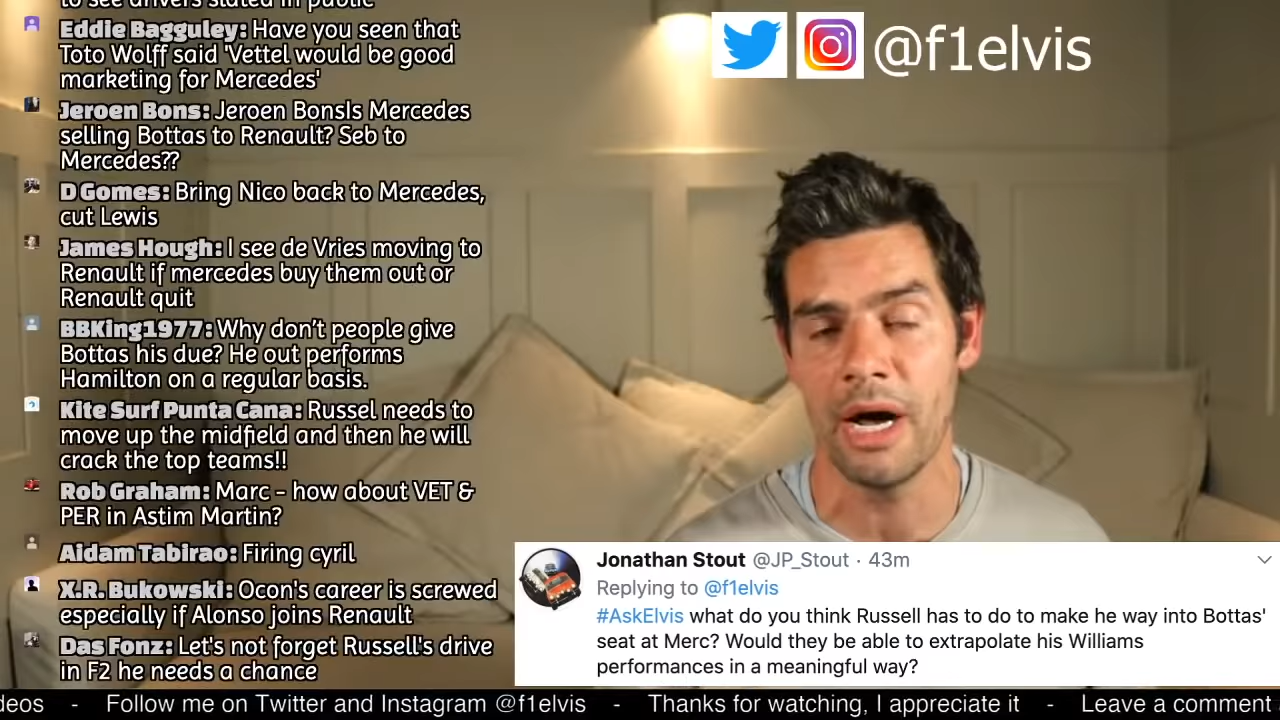 to see drivers slated in public
Eddie Bagguley: Have you seen that
Toto Wolff said 'Vettel would be good
marketing for Mercedes'
Jeroen Bons: Jeroen BonsIs Mercedes
selling Bottas to Renault? Seb to
Mercedes??
D Gomes: Bring Nico back to Mercedes,
cut Lewis
James Hough: I see de Vries moving to
Renault if mercedes buy them out or
Renault quit
BBKing1977: Why don't people give
Bottas his due? He out performs
Hamilton on a regular basis.
Kite Surf Punta Cana: Russel needs to
move up the midfield and then he will
crack the top teams!!
Rob Graham: Marc - how about VET &
PER in Astim Martin?
Aidam Tabirao: Firing cyril
X.R. Bukowski: Ocon's career is screwed
especially if Alonso joins Renault
Das Fonz: Let's not forget Russell's drive
in F2 he needs a chance
@f1elvis
Jonathan Stout @JP_Stout · 43m
Replying to @f1elvis
#AskElvis what do you think Russell has to do to make he way into Bottas'
seat at Merc? Would they be able to extrapolate his Williams
performances in a meaningful way?
deos - Follow me on Twitter and Instagram @f1elvis - Thanks for watching, I appreciate it - Leave a comment